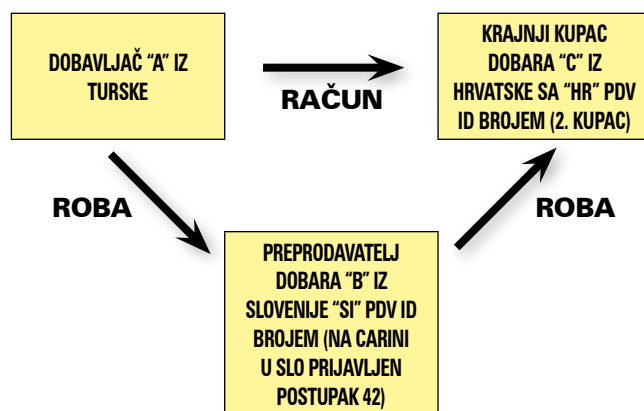 DOBAVLJAČ “A” IZ
TURSKE
RAČUN
KRAJNJI KUPAC
DOBARA “C” IZ
HRVATSKE SA “HR” PDV
ID BROJEM (2. KUPAC)
ROBA
ROBA
PREPRODAVATELJ
DOBARA “B” IZ
SLOVENIJE “SI” PDV ID
BROJEM (NA CARINI
U SLO PRIJAVLJEN
POSTUPAK 42)